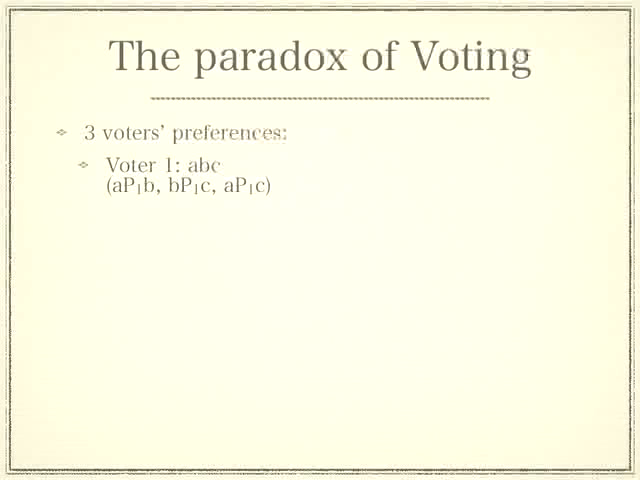 The paradox of Voting
3 voters' preferences:
Voter 1: abc
(aP₁b, bP₁c, aP₁c)